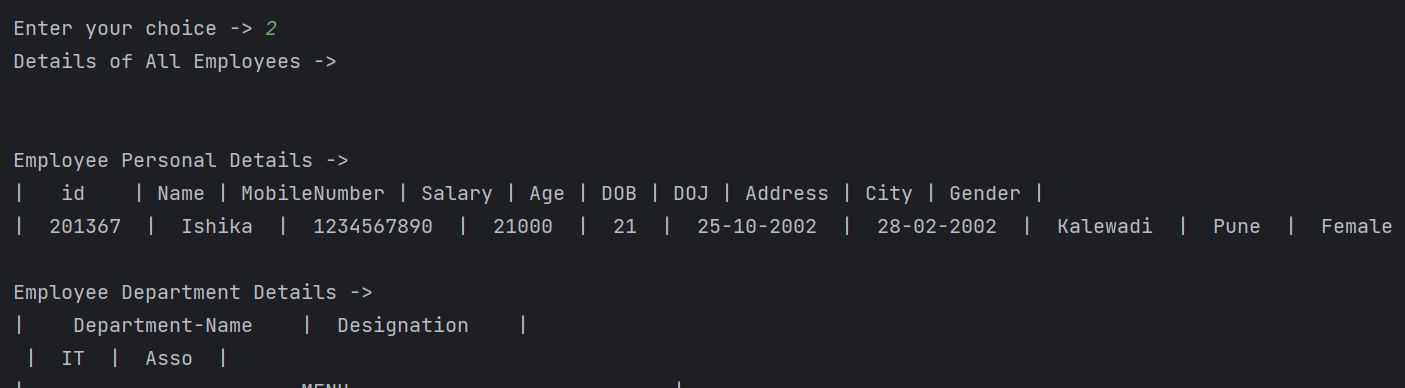 Enter your choice -> 2
Details of All Employees ->
Employee Personal Details ->
|   id    | Name | MobileNumber | Salary | Age | DOB | DOJ | Address | City | Gender |
|  201367  |  Ishika  |  1234567890  |  21000  |  21  |  25-10-2002  |  28-02-2002  |  Kalewadi  |  Pune  |  Female
Employee Department Details ->
|    Department-Name    |  Designation    |
 |  IT  |  Asso  |
|                       MENU                           |